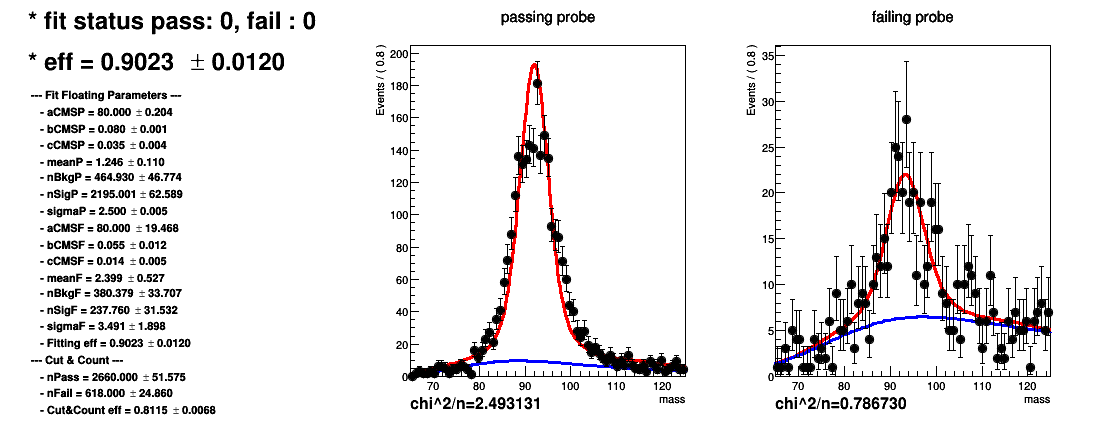 * fit status pass: 0, fail : 0
* eff = 0.9023 ± 0.0120
--- Fit Floating Parameters ---
- aCMSP = 80.000 ± 0.204
- bCMSP = 0.080 ± 0.001
- cCMSP = 0.035 ± 0.004
- meanP = 1.246 ± 0.110
- nBkgP = 464.930 ± 46.774
- nSigP = 2195.001 ± 62.589
- sigmaP = 2.500 ± 0.005
- aCMSF = 80.000 ± 19.468
- bCMSF = 0.055 ± 0.012
- cCMSF = 0.014 ± 0.005
- meanF = 2.399 ± 0.527
- nBkgF = 380.379 ± 33.707
- nSigF = 237.760 ± 31.532
- sigmaF = 3.491 ± 1.898
- Fitting eff = 0.9023 ± 0.0120
--- Cut & Count ---
- nPass = 2660.000 ± 51.575
- nFail = 618.000 ± 24.860
- Cut&Count eff = 0.8115 ± 0.0068
passing probe
Events / ( 0.8 )
200
180
160
140
120
100
80
60
40
20
0
70 80 90 100 110 120
mass
chi^2/n=2.493131
failing probe
Events / ( 0.8 )
35
30
25
20
15
10
5
0
70 80 90 100 110 120
mass
chi^2/n=0.786730